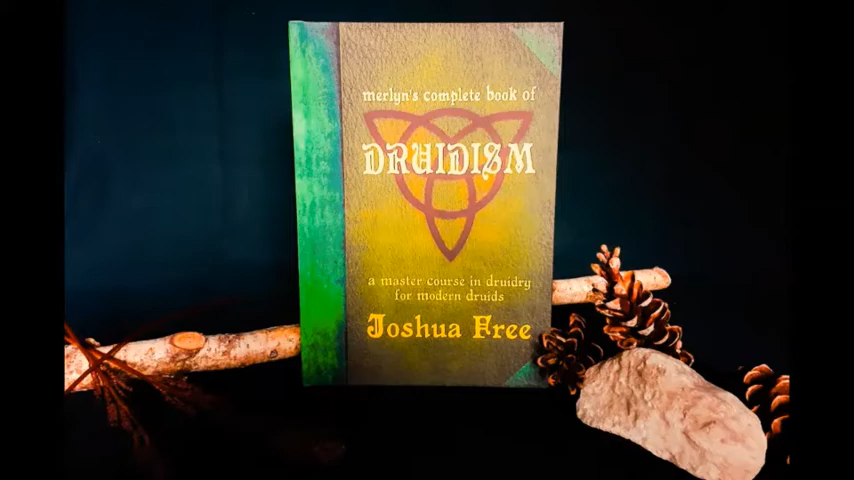 merlyn's complete book of
DRUIDISM
a master course in druidry
for modern druids
Joshua Free